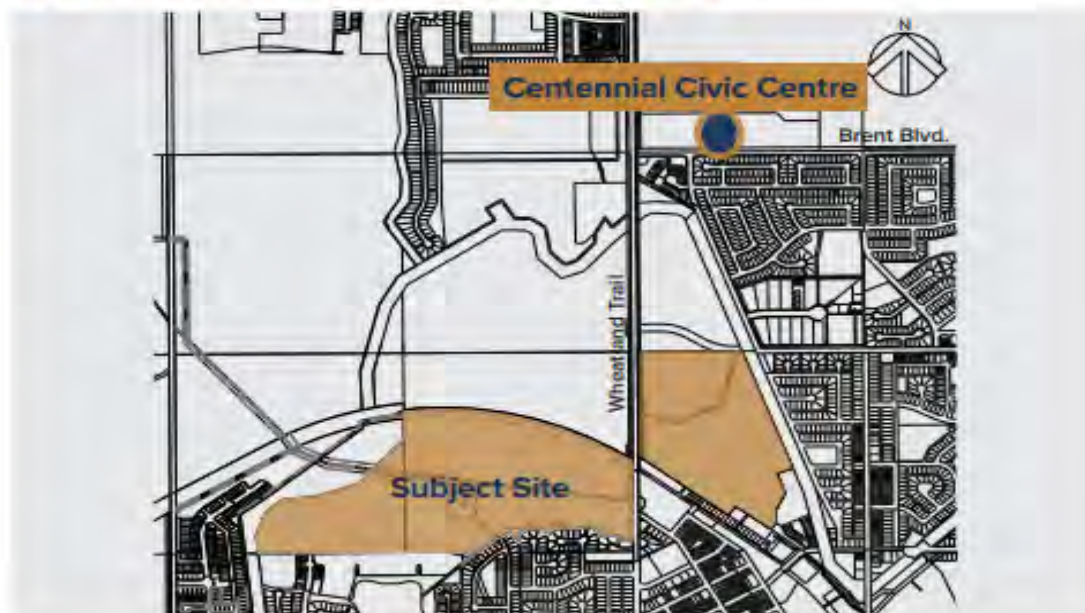 N
Centennial Civic Centre
Brent Blvd.
Wheatland Trail
Subject Site